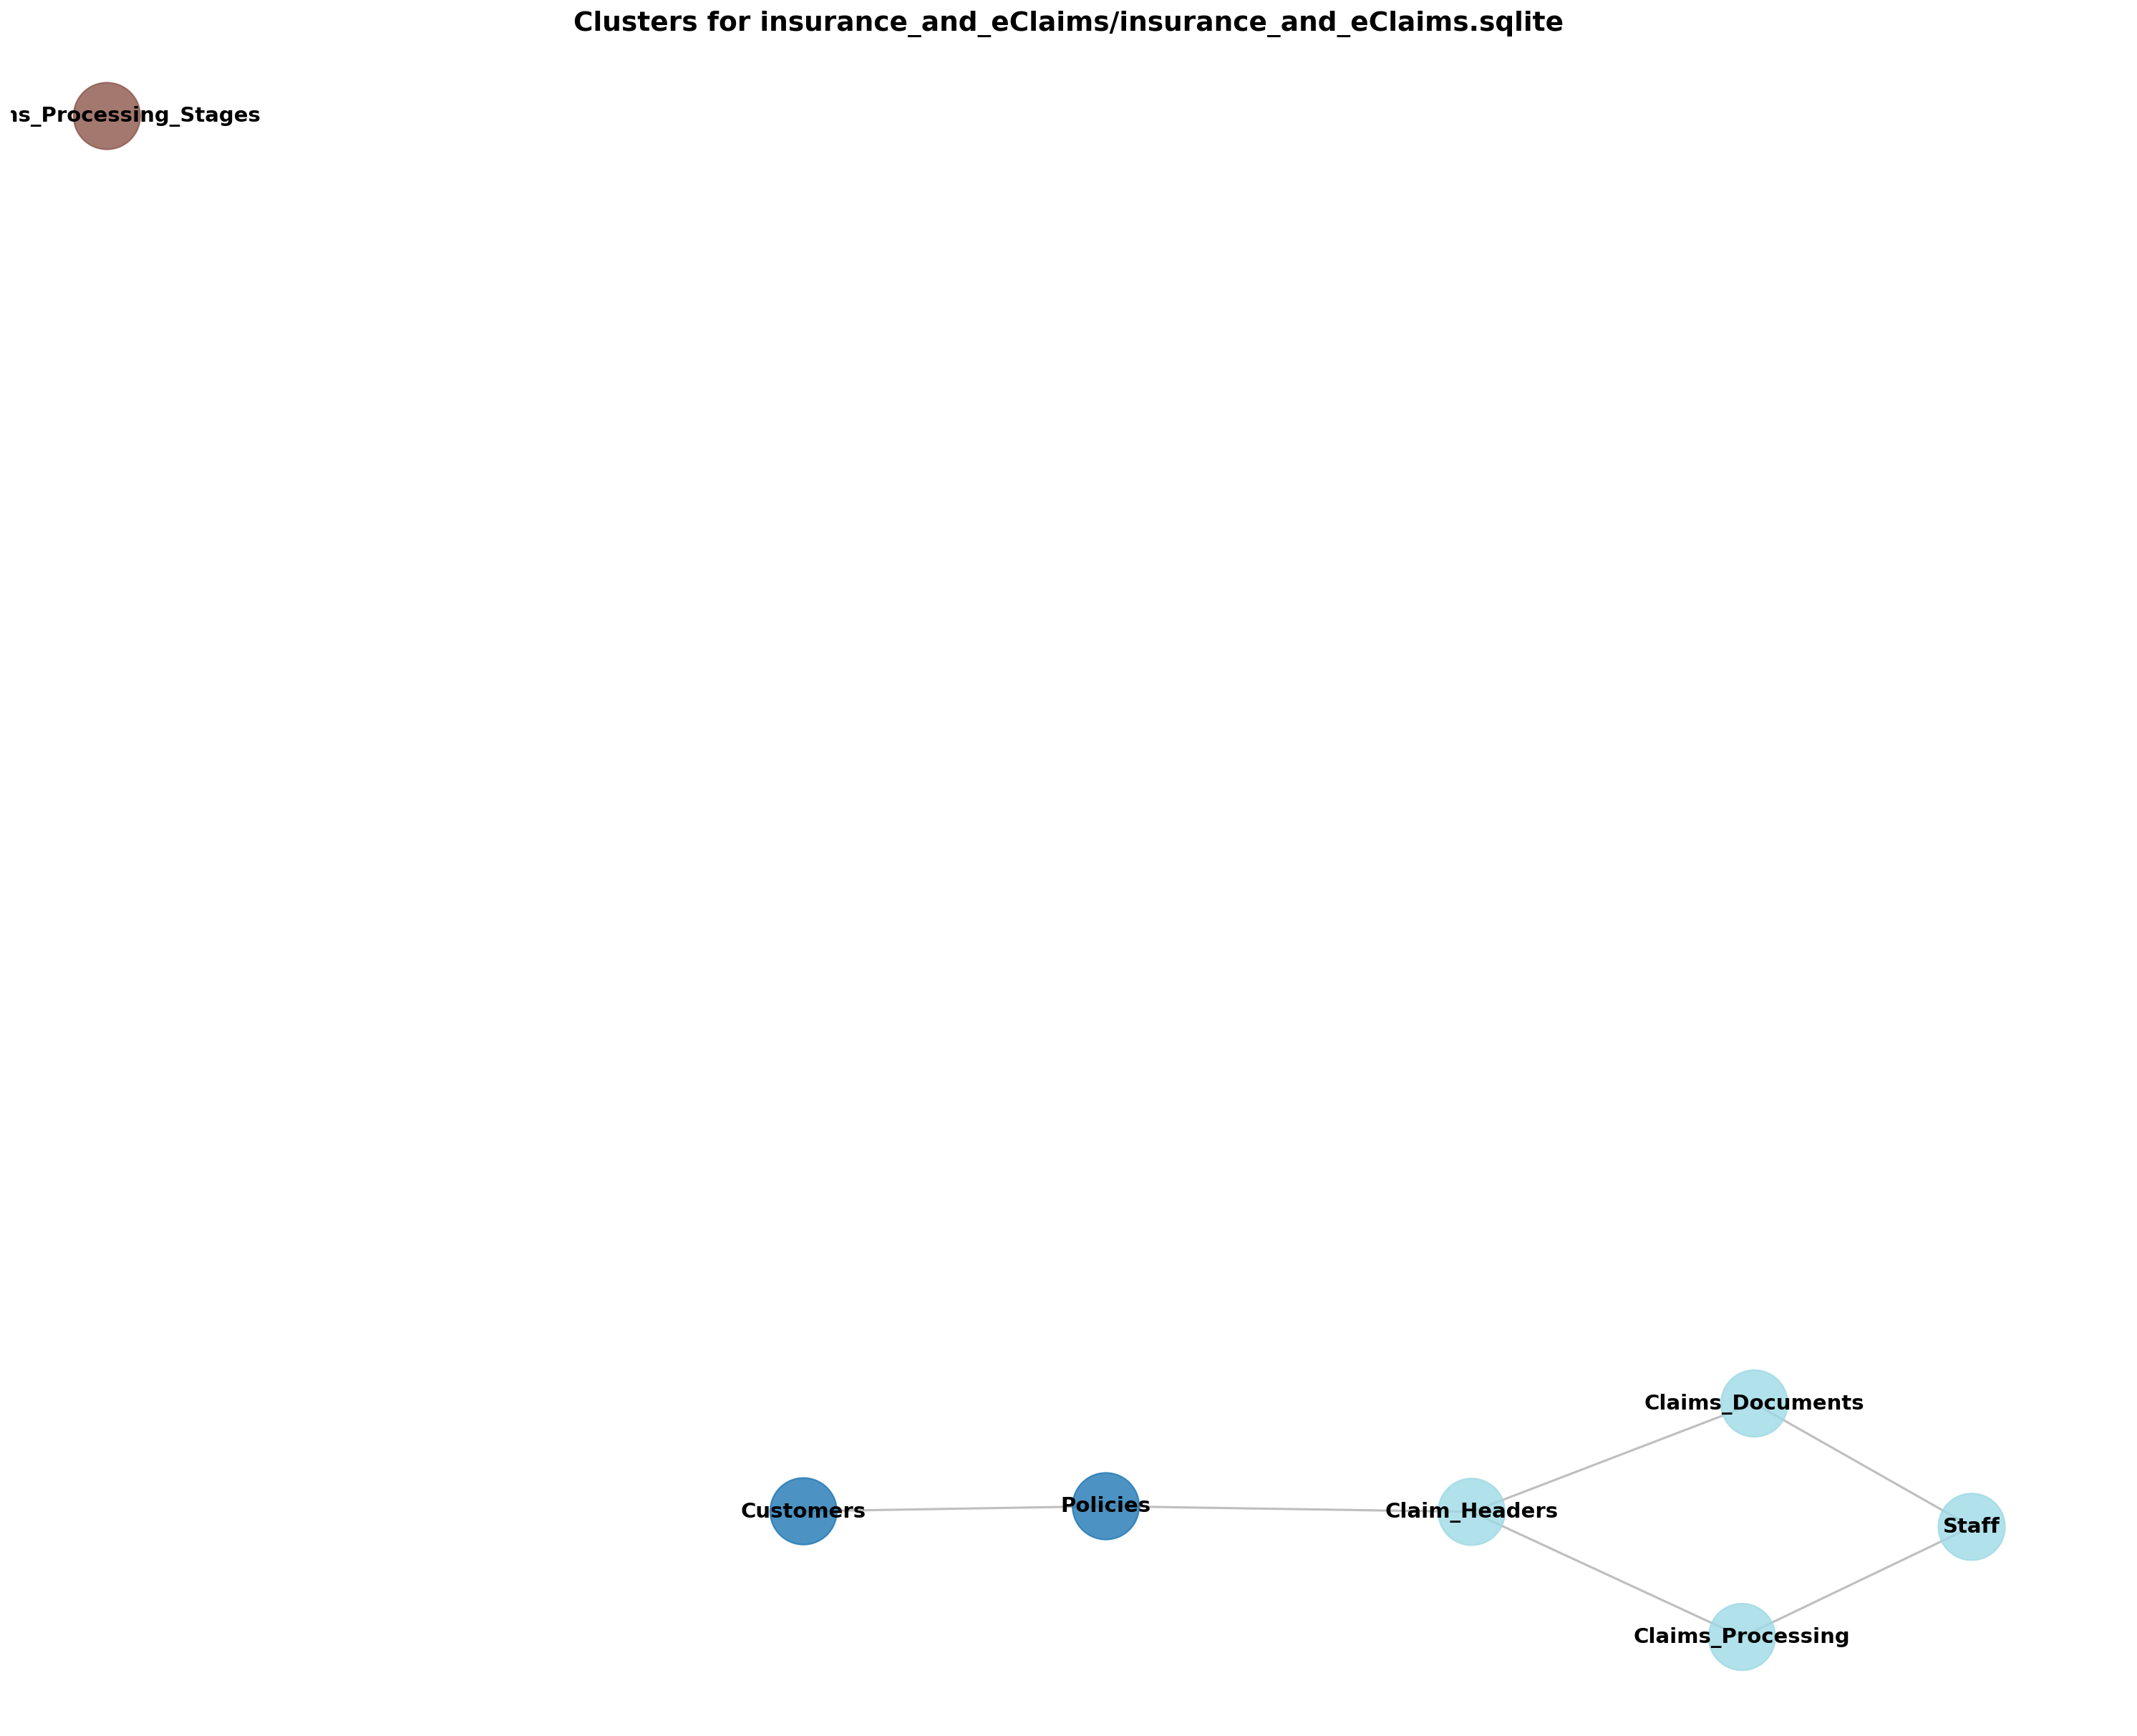 Clusters for insurance_and_eClaims/insurance_and_eClaims.sqlite
ns_Processing_Stages
Claims_Documents
Customers
Policies
Claim_Headers
Staff
Claims_Processing